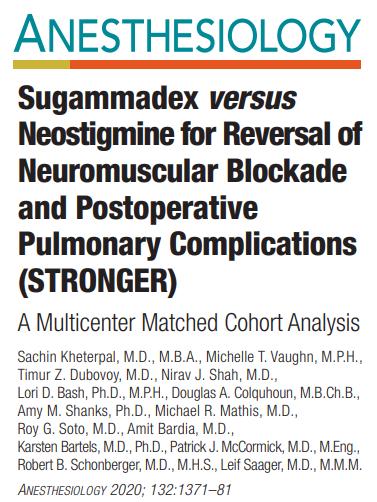 ANESTHESIOLOGY
Sugammadex versus
Neostigmine for Reversal of
Neuromuscular Blockade
and Postoperative
Pulmonary Complications
(STRONGER)
A Multicenter Matched Cohort Analysis
Sachin Kheterpal, M.D., M.B.A., Michelle T. Vaughn, M.P.H.,
Timur Z. Dubovoy, M.D., Nirav J. Shah, M.D.,
Lori D. Bash, Ph.D., M.P.H., Douglas A. Colquhoun, M.B.Ch.B.,
Amy M. Shanks, Ph.D., Michael R. Mathis, M.D.,
Roy G. Soto, M.D., Amit Bardia, M.D.,
Karsten Bartels, M.D., Ph.D., Patrick J. McCormick, M.D., M.Eng.,
Robert B. Schonberger, M.D., M.H.S., Leif Saager, M.D., M.M.M.
ANESTHESIOLOGY 2020; 132:1371–81